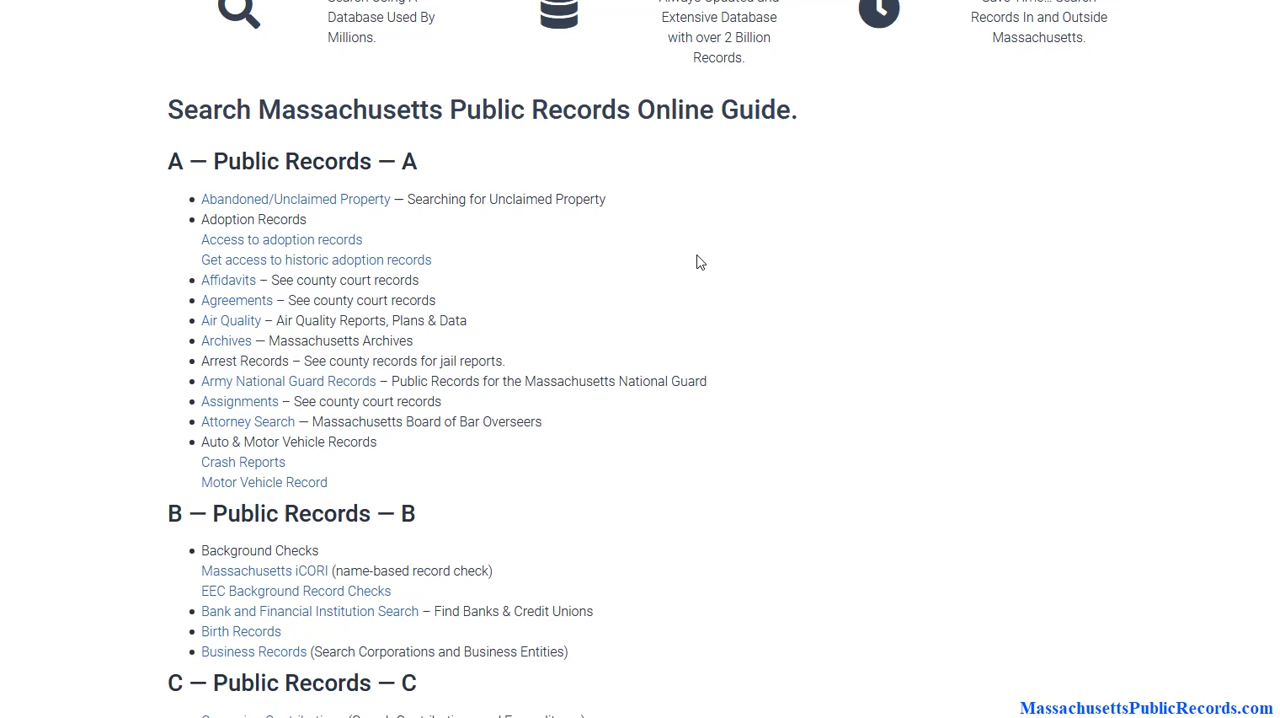 Database Used By
Millions.
Extensive Database
with over 2 Billion
Records.
Records In and Outside
Massachusetts.
Search Massachusetts Public Records Online Guide.
A — Public Records — A
Abandoned/Unclaimed Property — Searching for Unclaimed Property
Adoption Records
Access to adoption records
Get access to historic adoption records
Affidavits – See county court records
Agreements – See county court records
Air Quality – Air Quality Reports, Plans & Data
Archives — Massachusetts Archives
Arrest Records – See county records for jail reports.
Army National Guard Records – Public Records for the Massachusetts National Guard
Assignments – See county court records
Attorney Search — Massachusetts Board of Bar Overseers
Auto & Motor Vehicle Records
Crash Reports
Motor Vehicle Record
B — Public Records — B
Background Checks
Massachusetts iCORI (name-based record check)
EEC Background Record Checks
Bank and Financial Institution Search – Find Banks & Credit Unions
Birth Records
Business Records (Search Corporations and Business Entities)
C — Public Records — C
MassachusettsPublicRecords.com